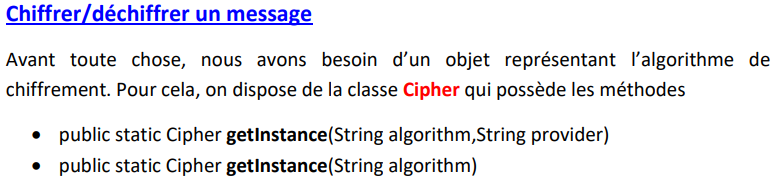 Chiffrer/déchiffrer un message
Avant toute chose, nous avons besoin d'un objet représentant l'algorithme de
chiffrement. Pour cela, on dispose de la classe Cipher qui possède les méthodes
• public static Cipher getInstance(String algorithm,String provider)
• public static Cipher getInstance(String algorithm)